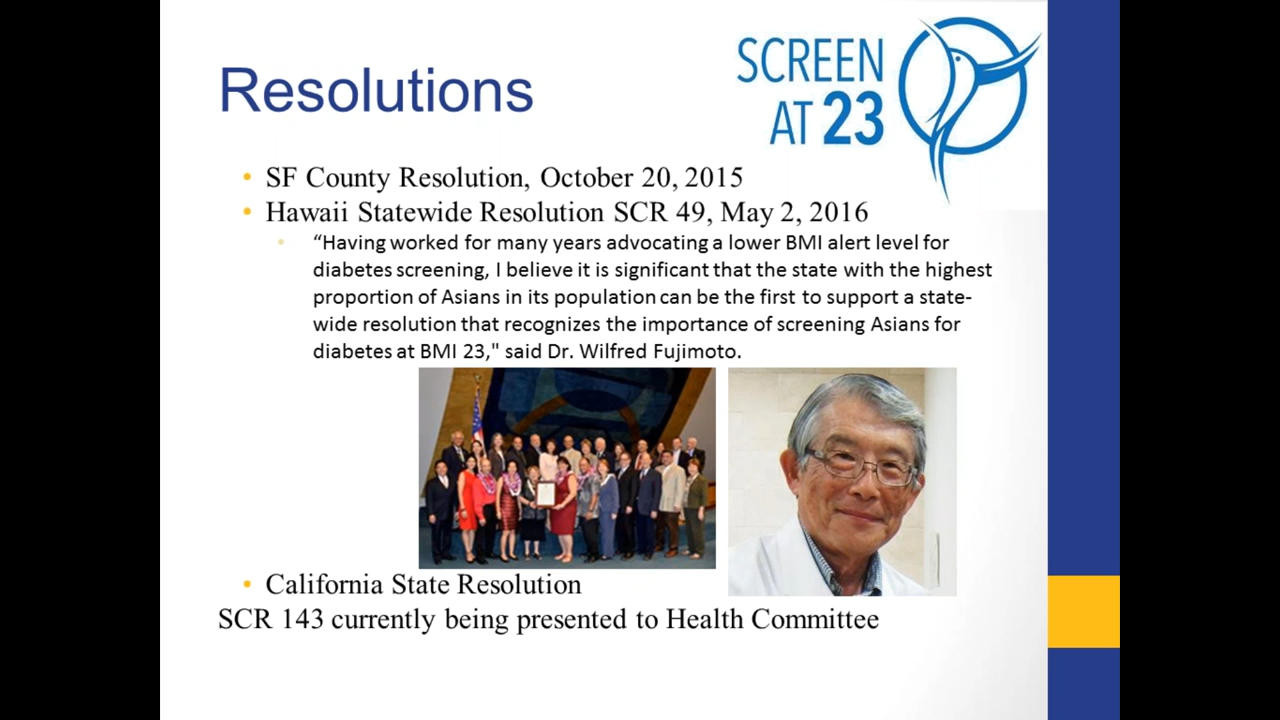 SCREEN
AT 23
Resolutions
• SF County Resolution, October 20, 2015
• Hawaii Statewide Resolution SCR 49, May 2, 2016
• “Having worked for many years advocating a lower BMI alert level for
diabetes screening, I believe it is significant that the state with the highest
proportion of Asians in its population can be the first to support a state-
wide resolution that recognizes the importance of screening Asians for
diabetes at BMI 23," said Dr. Wilfred Fujimoto.
• California State Resolution
SCR 143 currently being presented to Health Committee